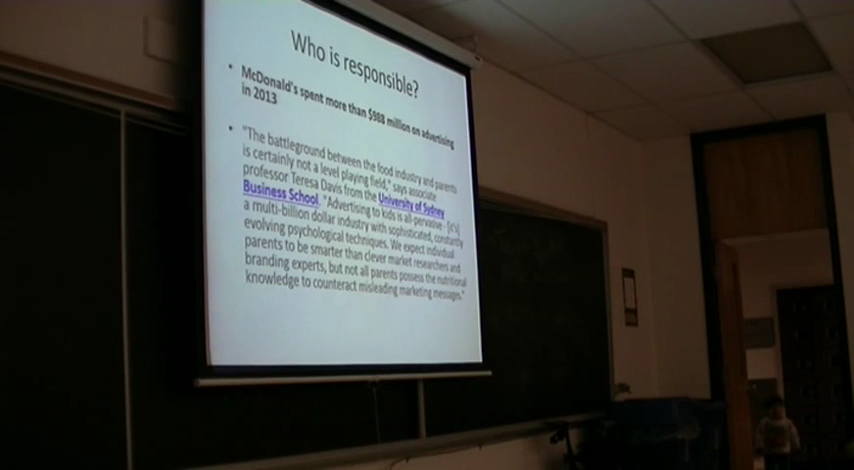 Who is responsible?
• McDonald's spent more than $988 million on advertising
in 2013
• "The battleground between the food industry and parents
is certainly not a level playing field," says associate
professor Teresa Davis from the University of Sydney
Business School. "Advertising to kids is all-pervasive - [it's]
a multi-billion dollar industry with sophisticated, constantly
evolving psychological techniques. We expect individual
parents to be smarter than clever market researchers and
branding experts, but not all parents possess the nutritional
knowledge to counteract misleading marketing messages."